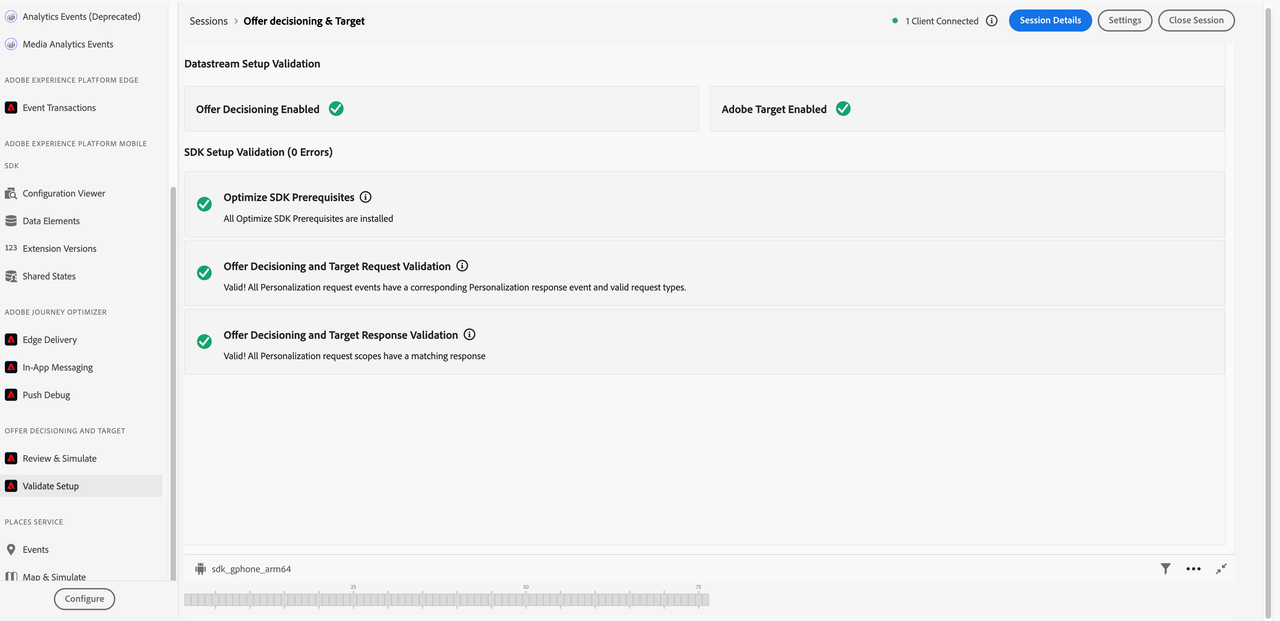 Analytics Events (Deprecated)
Media Analytics Events
ADOBE EXPERIENCE PLATFORM EDGE
Event Transactions
ADOBE EXPERIENCE PLATFORM MOBILE
SDK
Configuration Viewer
Data Elements
123 Extension Versions
Shared States
ADOBE JOURNEY OPTIMIZER
Edge Delivery
In-App Messaging
Push Debug
OFFER DECISIONING AND TARGET
Review & Simulate
Validate Setup
PLACES SERVICE
Events
Map & Simulate
Configure
Sessions > Offer decisioning & Target
1 Client Connected
Session Details
Settings
Close Session
Datastream Setup Validation
Offer Decisioning Enabled
Adobe Target Enabled
SDK Setup Validation (0 Errors)
Optimize SDK Prerequisites
All Optimize SDK Prerequisites are installed
Offer Decisioning and Target Request Validation
Valid! All Personalization request events have a corresponding Personalization response event and valid request types.
Offer Decisioning and Target Response Validation
Valid! All Personalization request scopes have a matching response
sdk_gphone_arm64
25 50 75